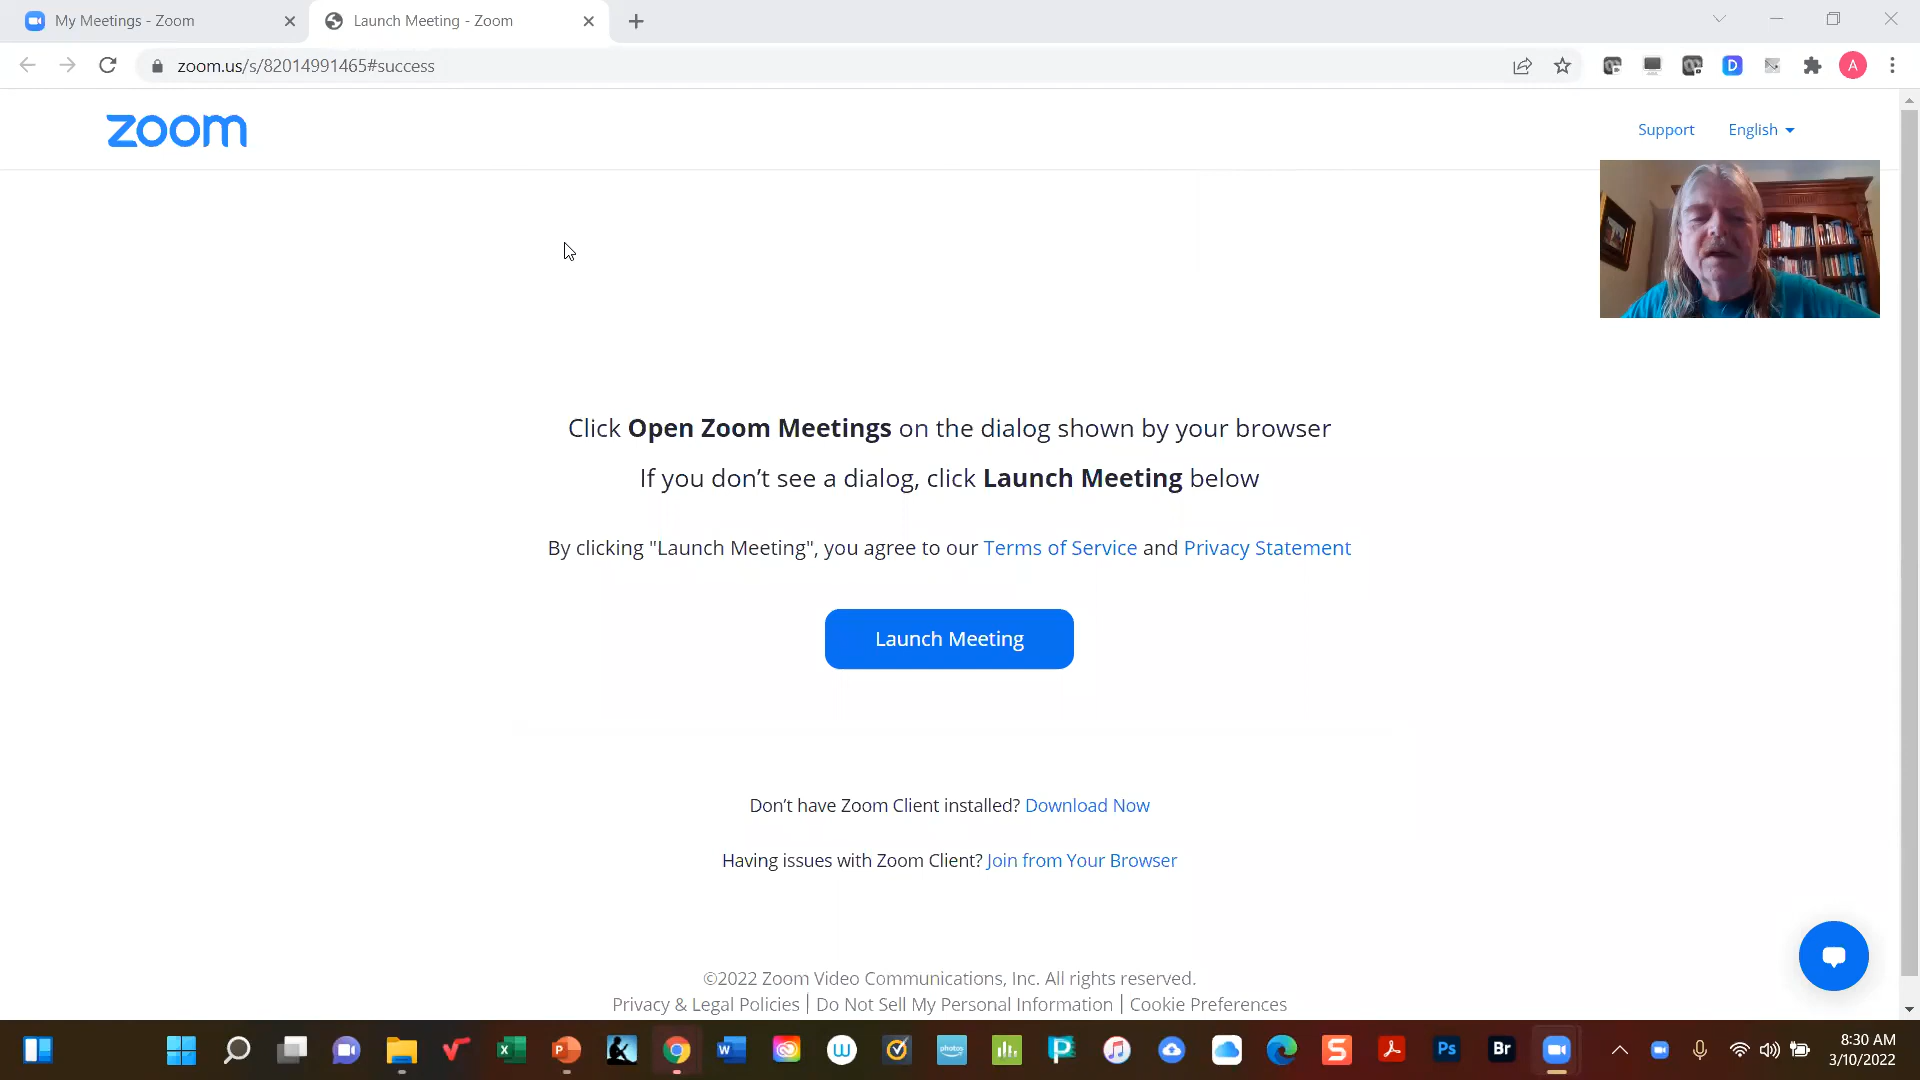 My Meetings - Zoom
Launch Meeting - Zoom
zoom.us/s/82014991465#success
D
A
zoom
Support
English
Click Open Zoom Meetings on the dialog shown by your browser
If you don’t see a dialog, click Launch Meeting below
By clicking "Launch Meeting", you agree to our Terms of Service and Privacy Statement
Launch Meeting
Don’t have Zoom Client installed? Download Now
Having issues with Zoom Client? Join from Your Browser
©2022 Zoom Video Communications, Inc. All rights reserved.
Privacy & Legal Policies | Do Not Sell My Personal Information | Cookie Preferences
photos
Ps
Br
8:30 AM
3/10/2022